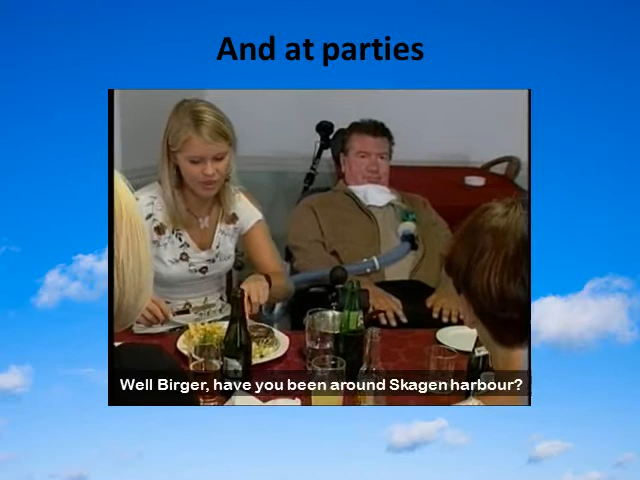 And at parties
Well Birger, have you been around Skagen harbour?